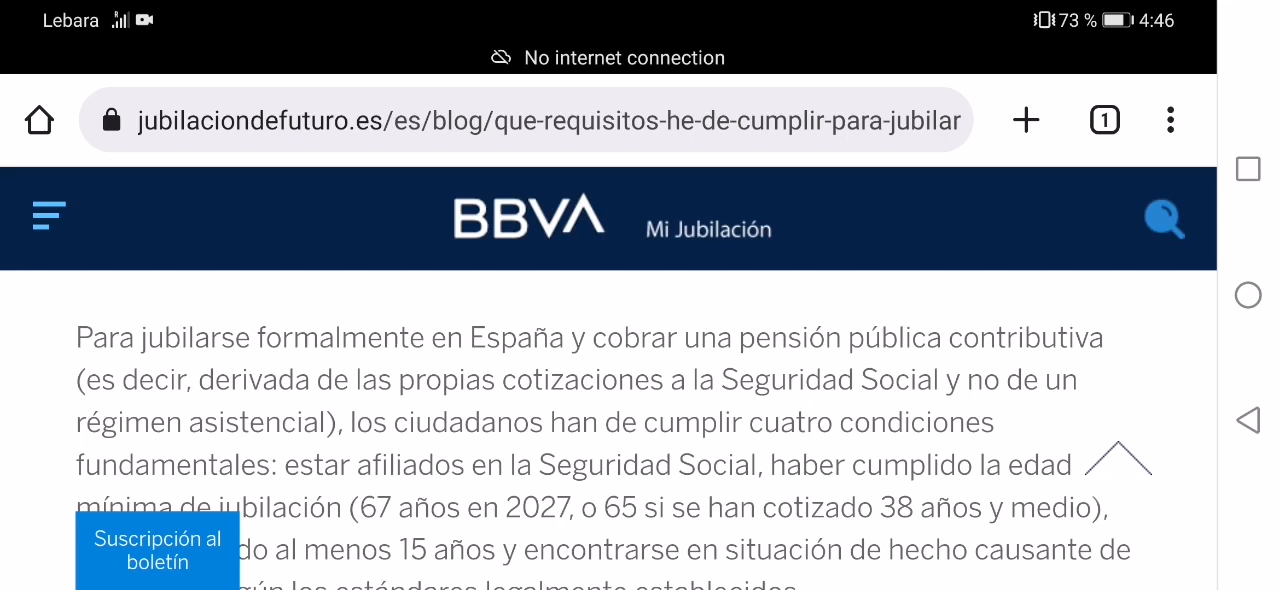 Lebara
73 %
4:46
No internet connection
jubilaciondefuturo.es/es/blog/que-requisitos-he-de-cumplir-para-jubilar
1
BBVA
Mi Jubilación
Para jubilarse formalmente en España y cobrar una pensión pública contributiva
(es decir, derivada de las propias cotizaciones a la Seguridad Social y no de un
régimen asistencial), los ciudadanos han de cumplir cuatro condiciones
fundamentales: estar afiliados en la Seguridad Social, haber cumplido la edad
mínima de jubilación (67 años en 2027, o 65 si se han cotizado 38 años y medio),
do al menos 15 años y encontrarse en situación de hecho causante de
los estándares legalmente establecidos
Suscripción al
boletín